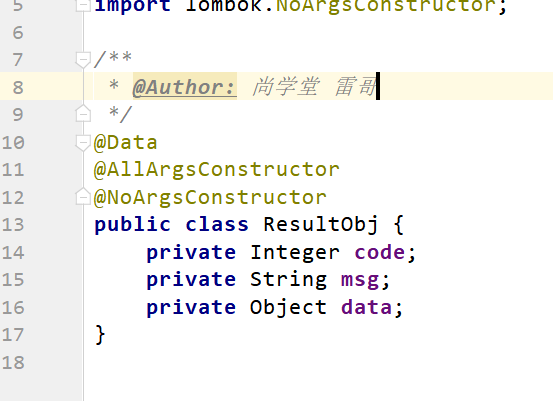 5 import lombok.NoArgsConstructor;
6
7 /**
8 * @Author: 尚学堂 雷哥
9 */
10 @Data
11 @AllArgsConstructor
12 @NoArgsConstructor
13 public class ResultObj {
14 private Integer code;
15 private String msg;
16 private Object data;
17 }
18